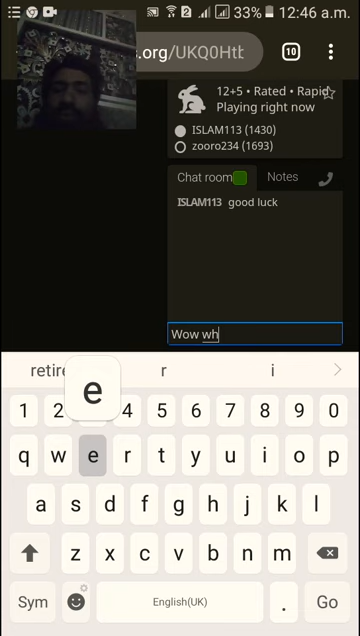 33% 12:46 a.m.
s.org/UKQ0Htb
10
12+5 • Rated • Rapid
Playing right now
ISLAM113 (1430)
zooro234 (1693)
Chat room Notes
ISLAM113 good luck
Wow wh
retire r i
e
1 2 4 5 6 7 8 9 0
q w e r t y u i o p
a s d f g h j k l
z x c v b n m
Sym English(UK) . Go